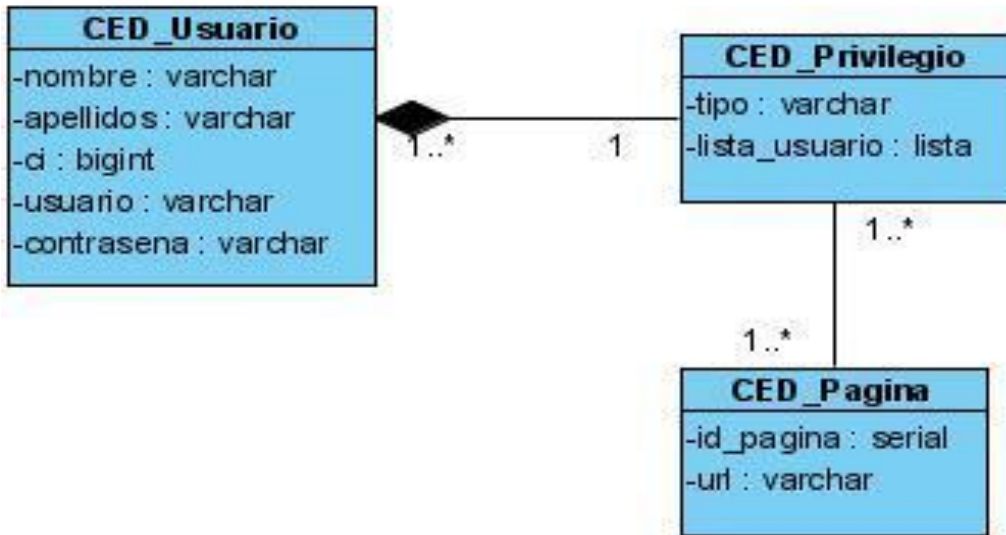 CED_Usuario
-nombre : varchar
-apellidos : varchar
-ci : bigint
-usuario : varchar
-contrasena : varchar
1..*
1
CED_Privilegio
-tipo : varchar
-lista_usuario : lista
1..*
1..*
CED_Pagina
-id_pagina : serial
-url : varchar